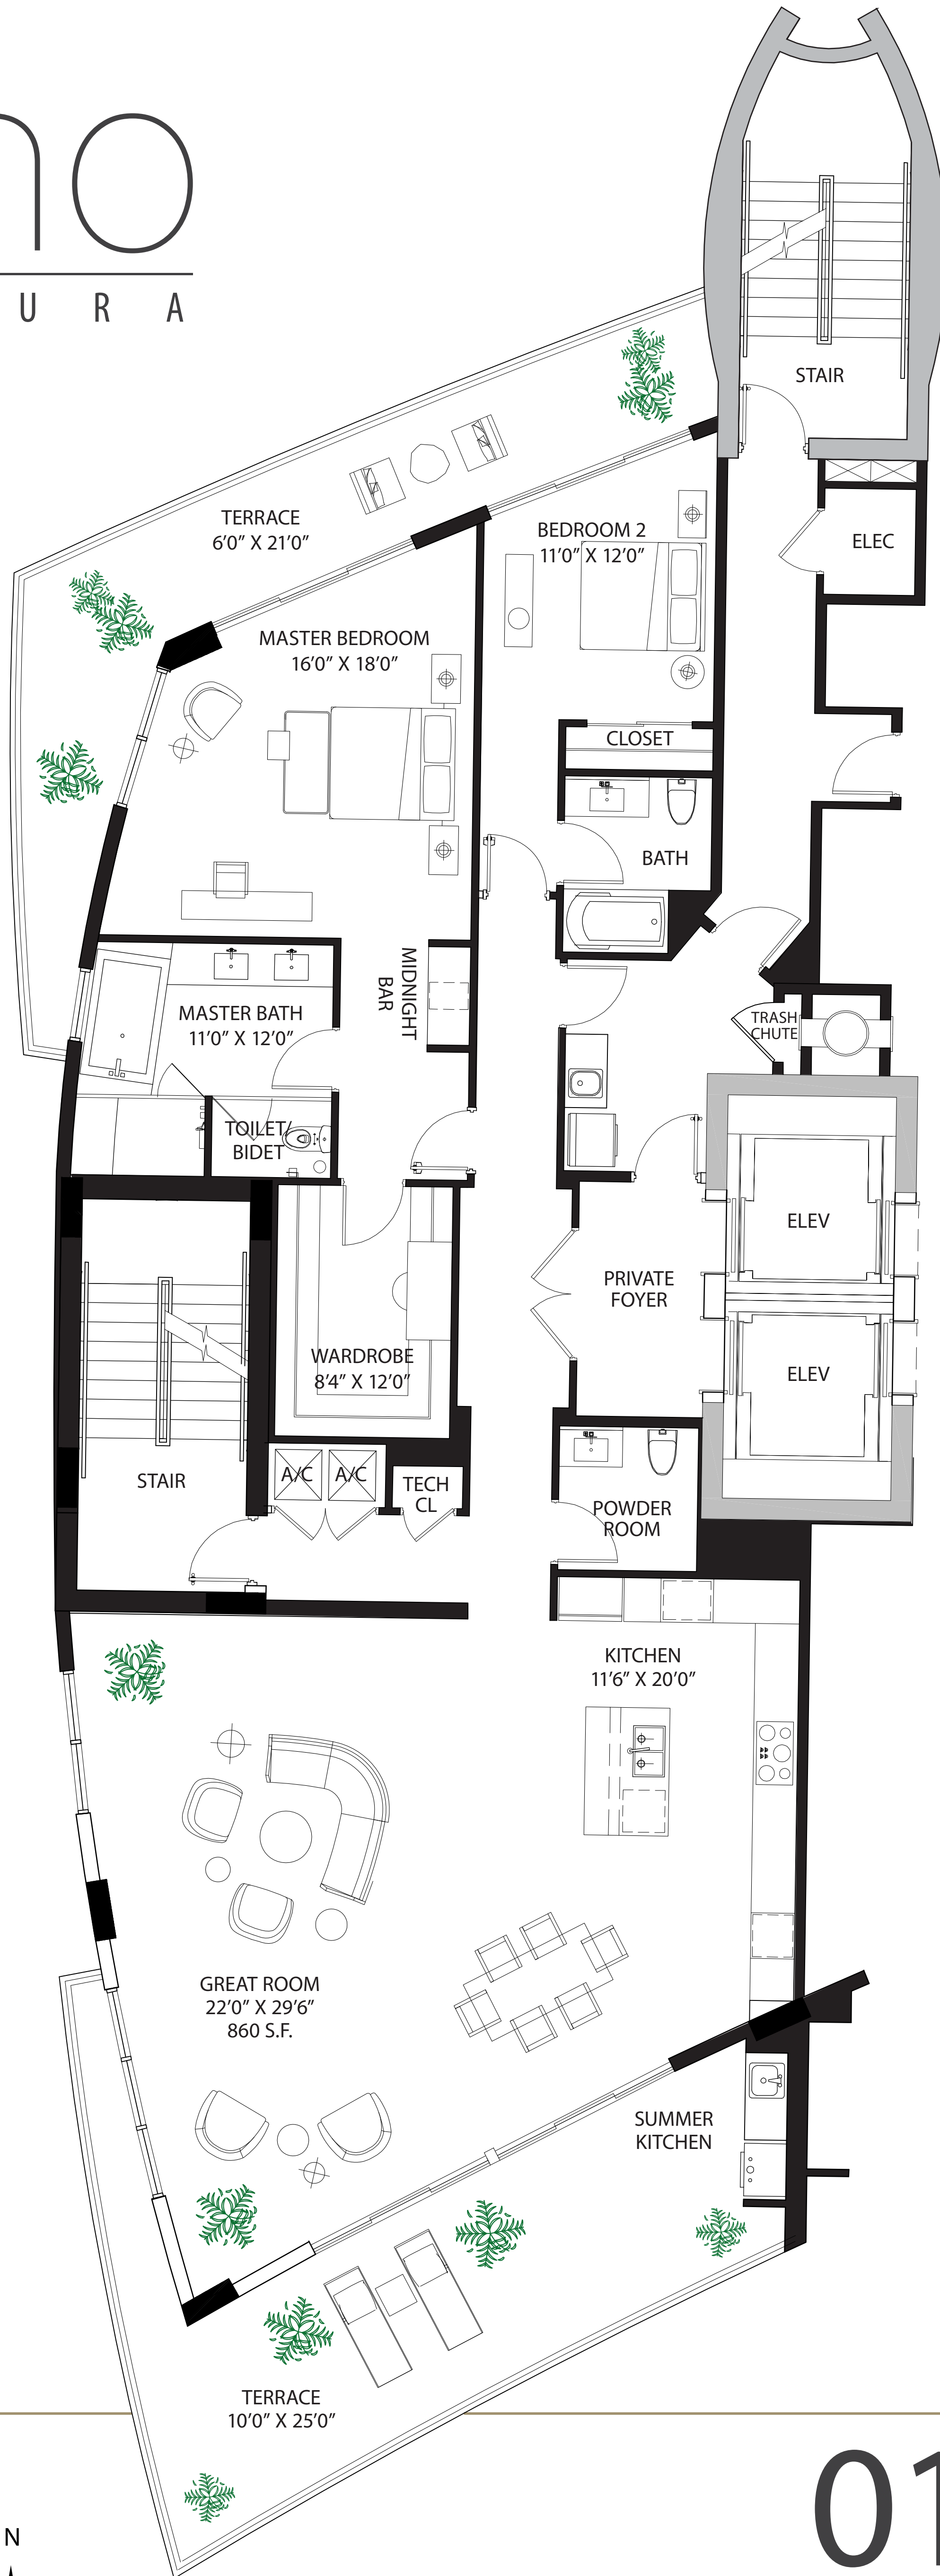 no
U R A
STAIR
TERRACE
6'0" X 21'0"
BEDROOM 2
11'0" X 12'0"
ELEC
MASTER BEDROOM
16'0" X 18'0"
CLOSET
BATH
MIDNIGHT
BAR
MASTER BATH
11'0" X 12'0"
TRASH
CHUTE
TOILET/
BIDET
ELEV
PRIVATE
FOYER
WARDROBE
8'4" X 12'0"
ELEV
STAIR
A/C
A/C
TECH
CL
POWDER
ROOM
KITCHEN
11'6" X 20'0"
GREAT ROOM
22'0" X 29'6"
860 S.F.
SUMMER
KITCHEN
TERRACE
10'0" X 25'0"
01
N